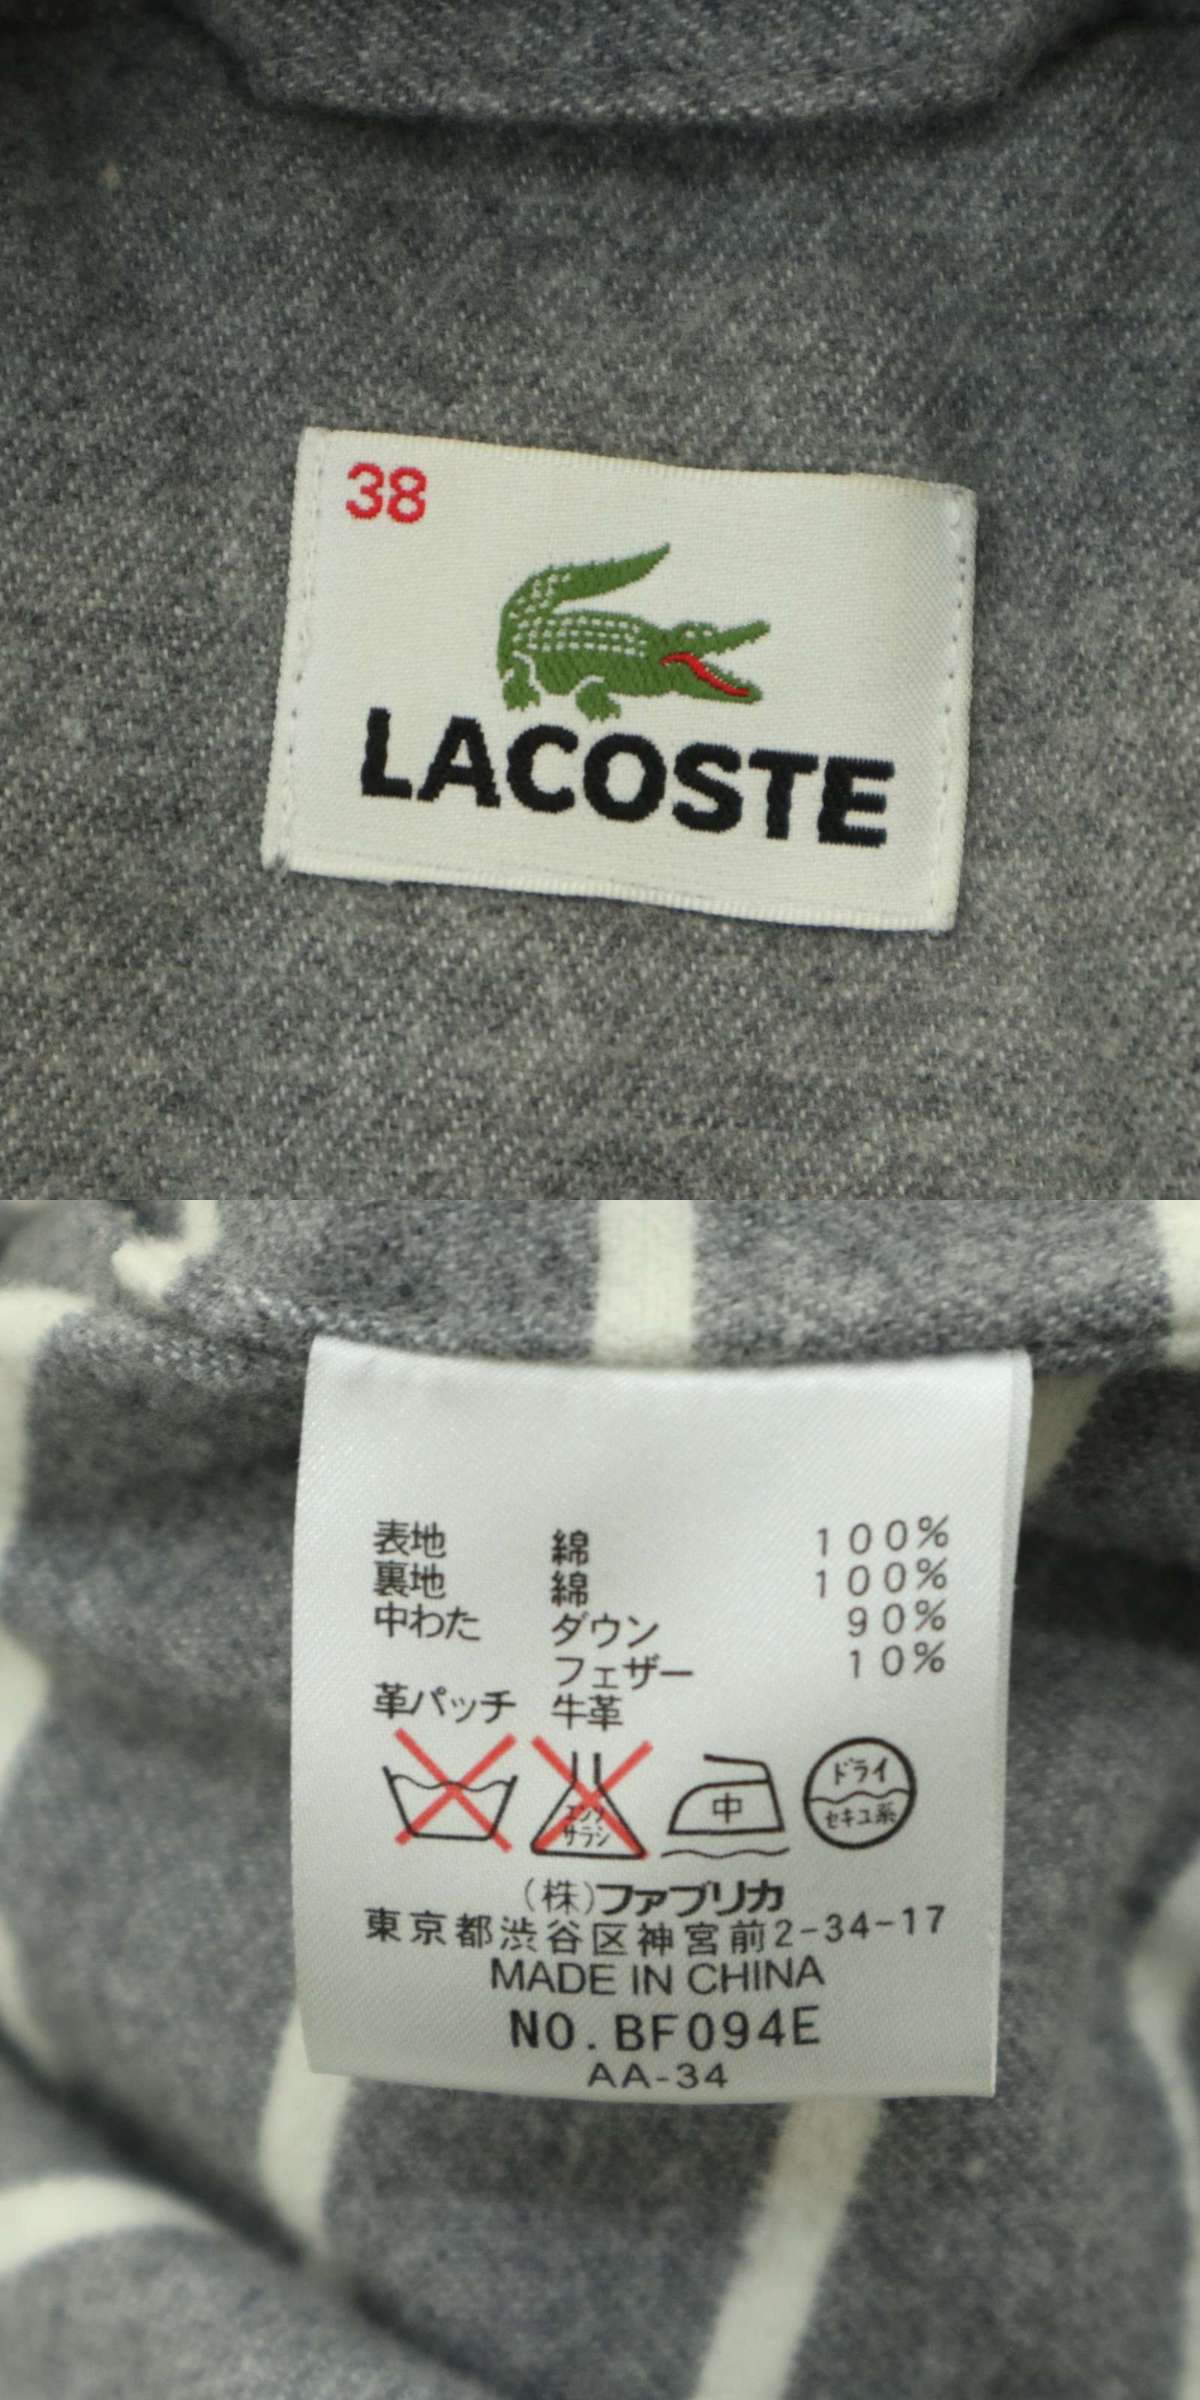 38
LACOSTE
表地 綿 100%
裏地 綿 100%
中わた ダウン 90%
フェザー 10%
革パッチ 牛革
エンソ
サラシ
中
ドライ
セキユ系
(株)ファブリカ
東京都渋谷区神宮前2-34-17
MADE IN CHINA
NO.BF094E
AA-34